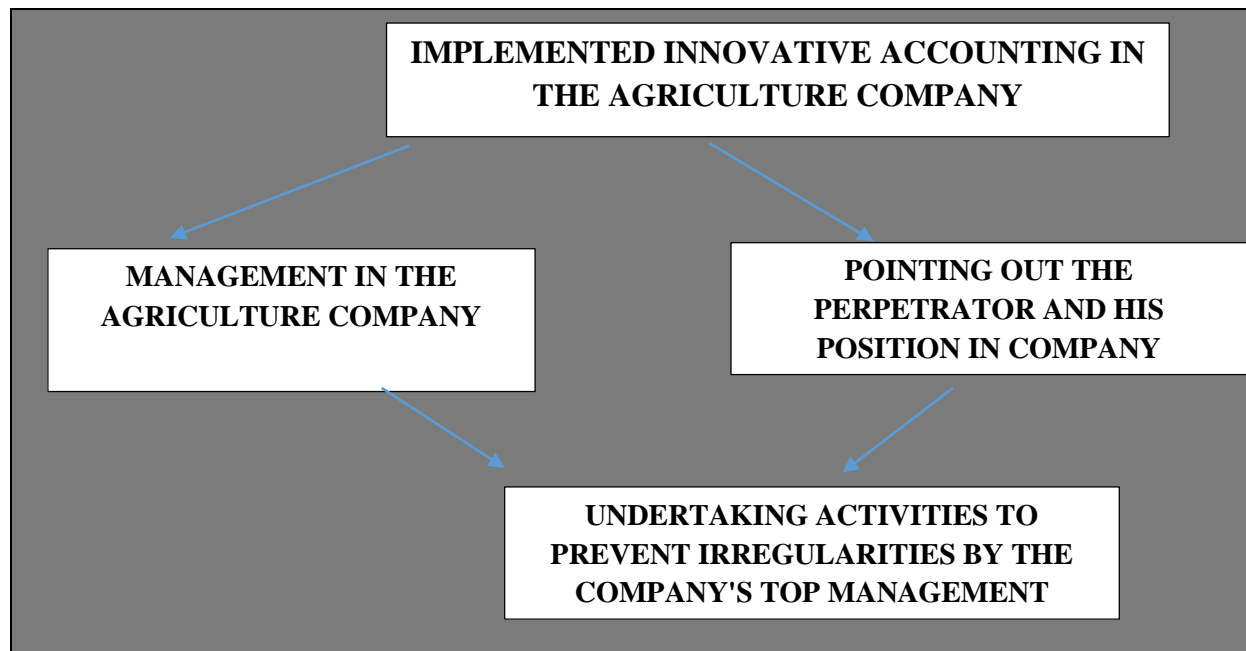 IMPLEMENTED INNOVATIVE ACCOUNTING IN
THE AGRICULTURE COMPANY
MANAGEMENT IN THE
AGRICULTURE COMPANY
POINTING OUT THE
PERPETRATOR AND HIS
POSITION IN COMPANY
UNDERTAKING ACTIVITIES TO
PREVENT IRREGULARITIES BY THE
COMPANY'S TOP MANAGEMENT